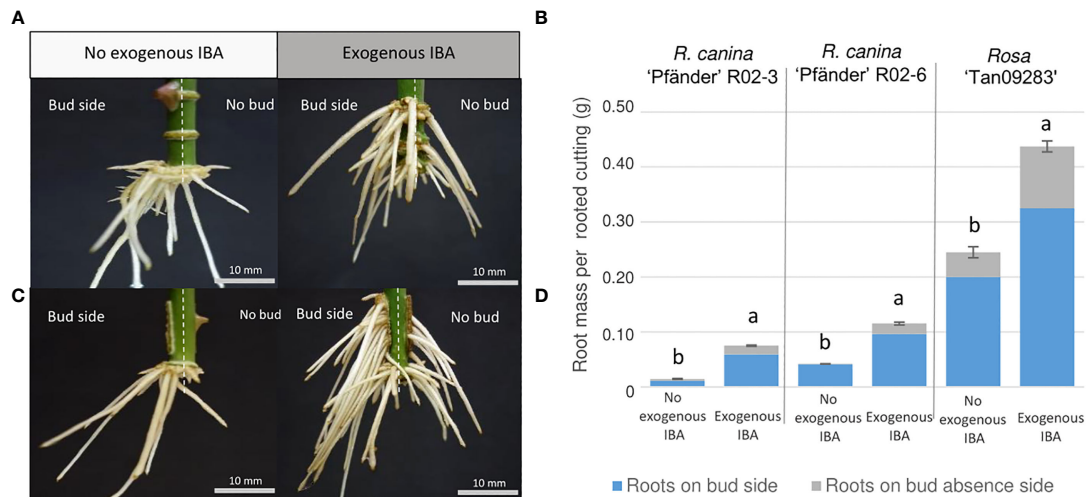 A
B
No exogenous IBA
Exogenous IBA
Bud side
No bud
Bud side
No bud
10 mm
10 mm
C
Bud side
No bud
Bud side
No bud
10 mm
10 mm
R. canina
'Pfänder' R02-3
R. canina
'Pfänder' R02-6
Rosa
'Tan09283'
Root mass per rooted cutting (g)
0.50
0.40
0.30
0.20
0.10
0
b
a
b
a
b
a
D
No
exogenous
IBA
Exogenous
IBA
No
exogenous
IBA
Exogenous
IBA
No
exogenous
IBA
Exogenous
IBA
Roots on bud side
Roots on bud absence side